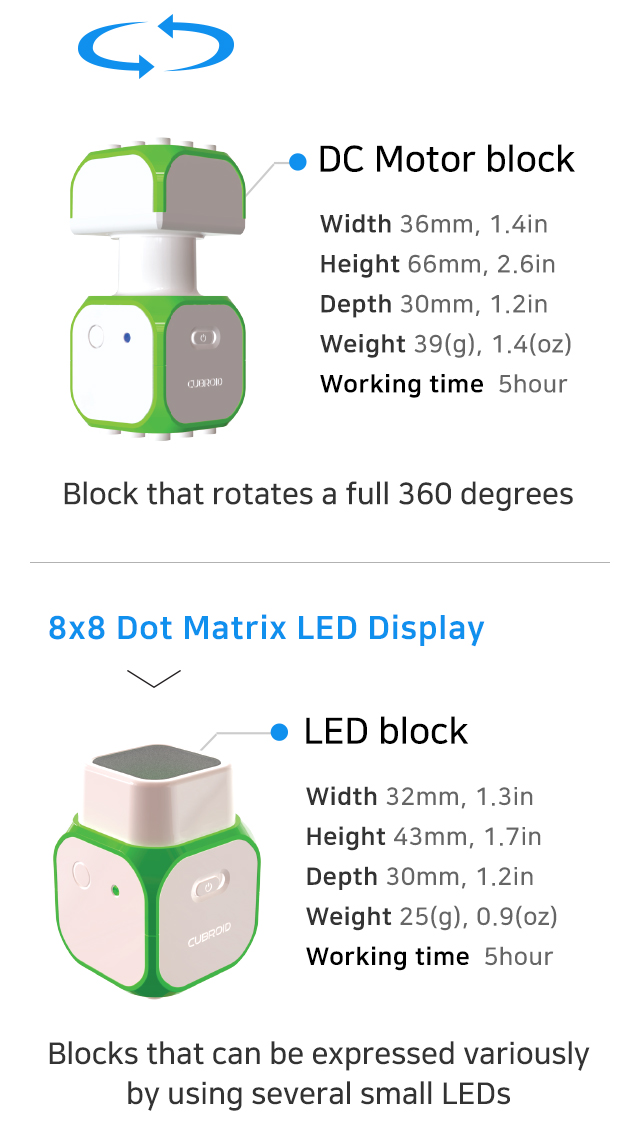 DC Motor block
Width 36mm, 1.4in
Height 66mm, 2.6in
Depth 30mm, 1.2in
Weight 39(g), 1.4(oz)
Working time 5hour
CUBROID
Block that rotates a full 360 degrees
8x8 Dot Matrix LED Display
LED block
Width 32mm, 1.3in
Height 43mm, 1.7in
Depth 30mm, 1.2in
Weight 25(g), 0.9(oz)
Working time 5hour
CUBROID
Blocks that can be expressed variously
by using several small LEDs